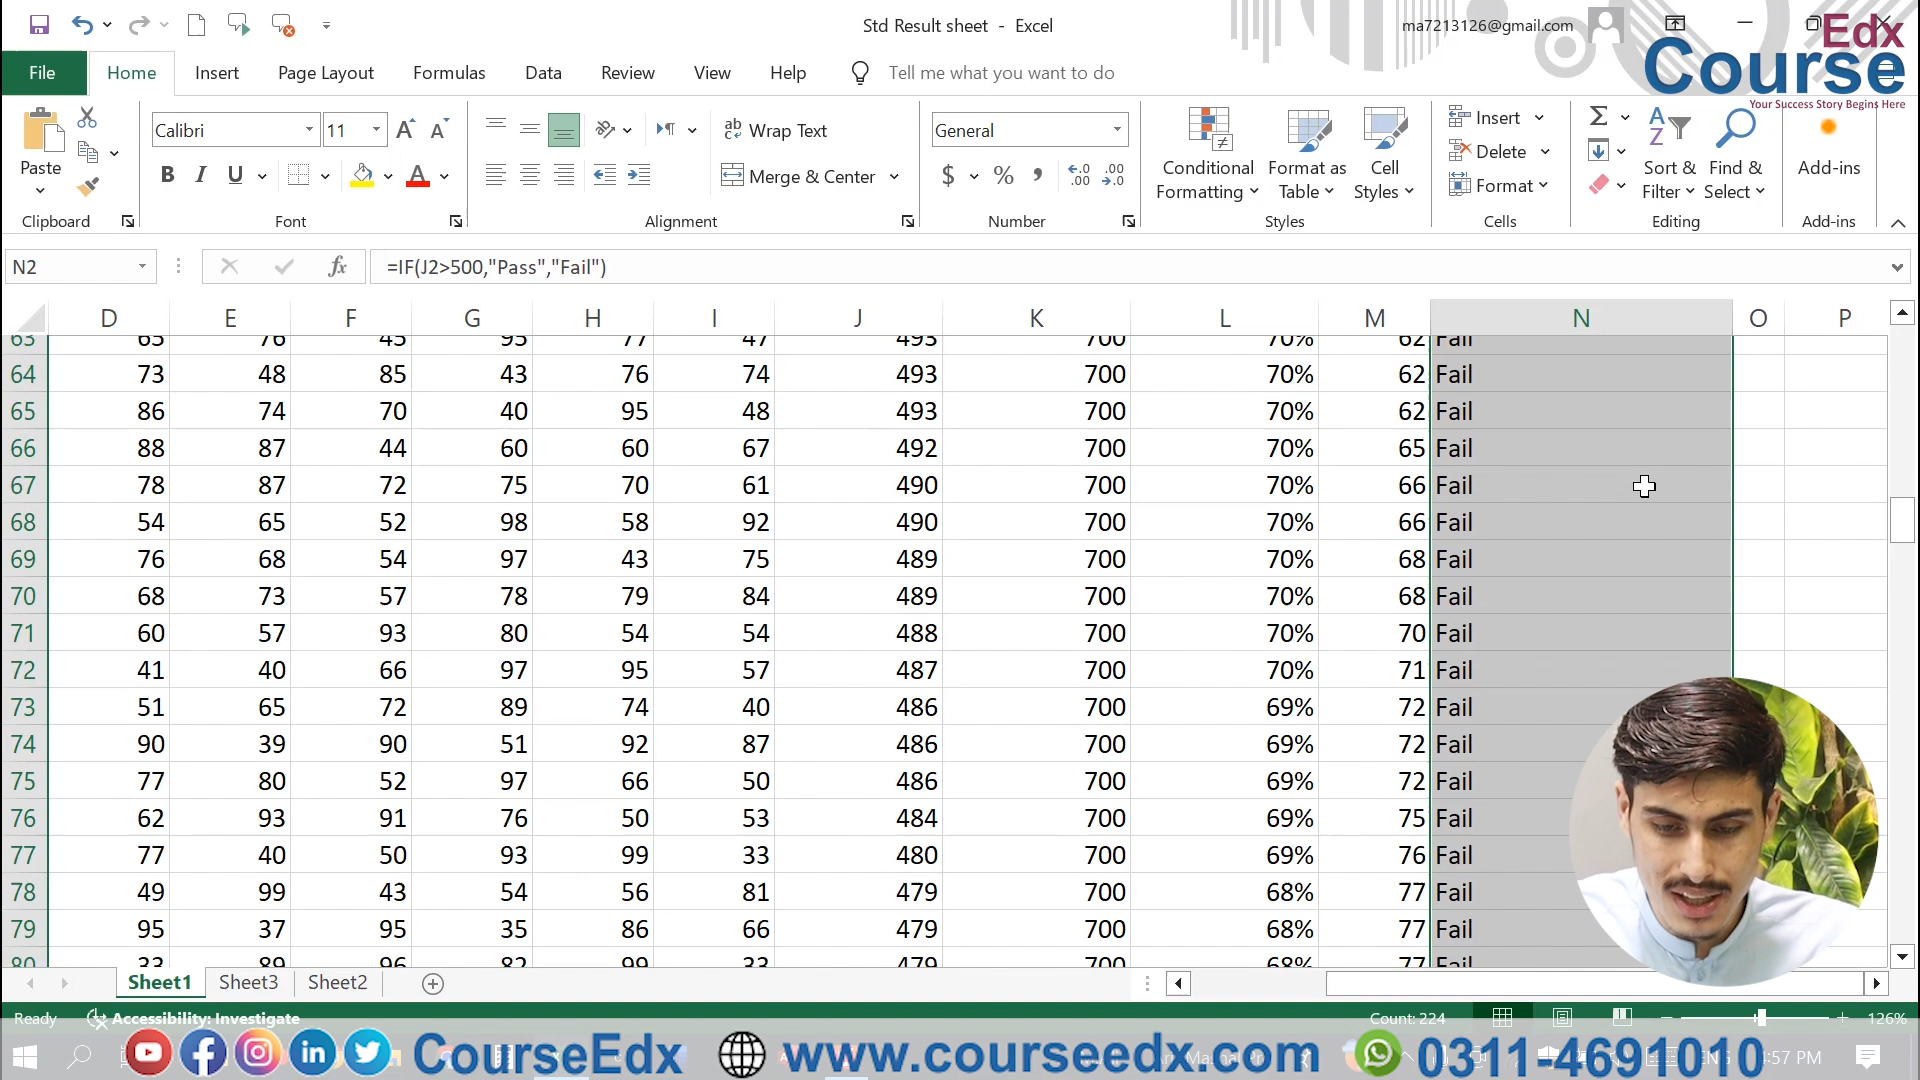 Std Result sheet - Excel
ma7213126@gmail.com
Edx
Course
Your Success Story Begins Here
File Home Insert Page Layout Formulas Data Review View Help Tell me what you want to do
Paste
Clipboard
Calibri 11
B I U
Font
Wrap Text
Merge & Center
Alignment
General
$ % ,
Number
Conditional Formatting
Format as Table
Cell Styles
Styles
Insert
Delete
Format
Cells
Sort & Filter
Find & Select
Editing
Add-ins
Add-ins
N2 fx =IF(J2>500,"Pass","Fail")
D E F G H I J K L M N O P
63 65 76 45 95 77 47 493 700 70% 62 Fail
64 73 48 85 43 76 74 493 700 70% 62 Fail
65 86 74 70 40 95 48 493 700 70% 62 Fail
66 88 87 44 60 60 67 492 700 70% 65 Fail
67 78 87 72 75 70 61 490 700 70% 66 Fail
68 54 65 52 98 58 92 490 700 70% 66 Fail
69 76 68 54 97 43 75 489 700 70% 68 Fail
70 68 73 57 78 79 84 489 700 70% 68 Fail
71 60 57 93 80 54 54 488 700 70% 70 Fail
72 41 40 66 97 95 57 487 700 70% 71 Fail
73 51 65 72 89 74 40 486 700 69% 72 Fail
74 90 39 90 51 92 87 486 700 69% 72 Fail
75 77 80 52 97 66 50 486 700 69% 72 Fail
76 62 93 91 76 50 53 484 700 69% 75 Fail
77 77 40 50 93 99 33 480 700 69% 76 Fail
78 49 99 43 54 56 81 479 700 68% 77 Fail
79 95 37 95 35 86 66 479 700 68% 77 Fail
80 33 89 96 82 99 33 479 700 68% 77 Fail
Sheet1 Sheet3 Sheet2
Ready Accessibility: Investigate Count: 224 126%
CourseEdx www.courseedx.com 0311-4691010
:57 PM